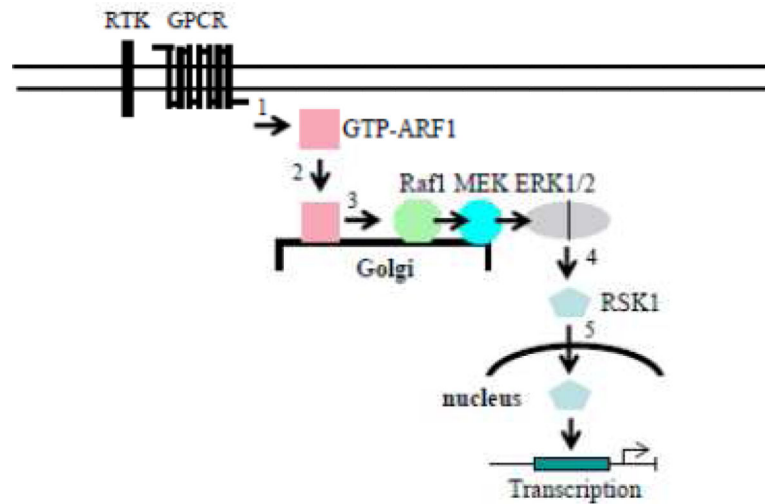 RTK GPCR
1
GTP-ARF1
2
Raf1 MEK ERK1/2
3
Golgi
4
RSK1
5
nucleus
Transcription